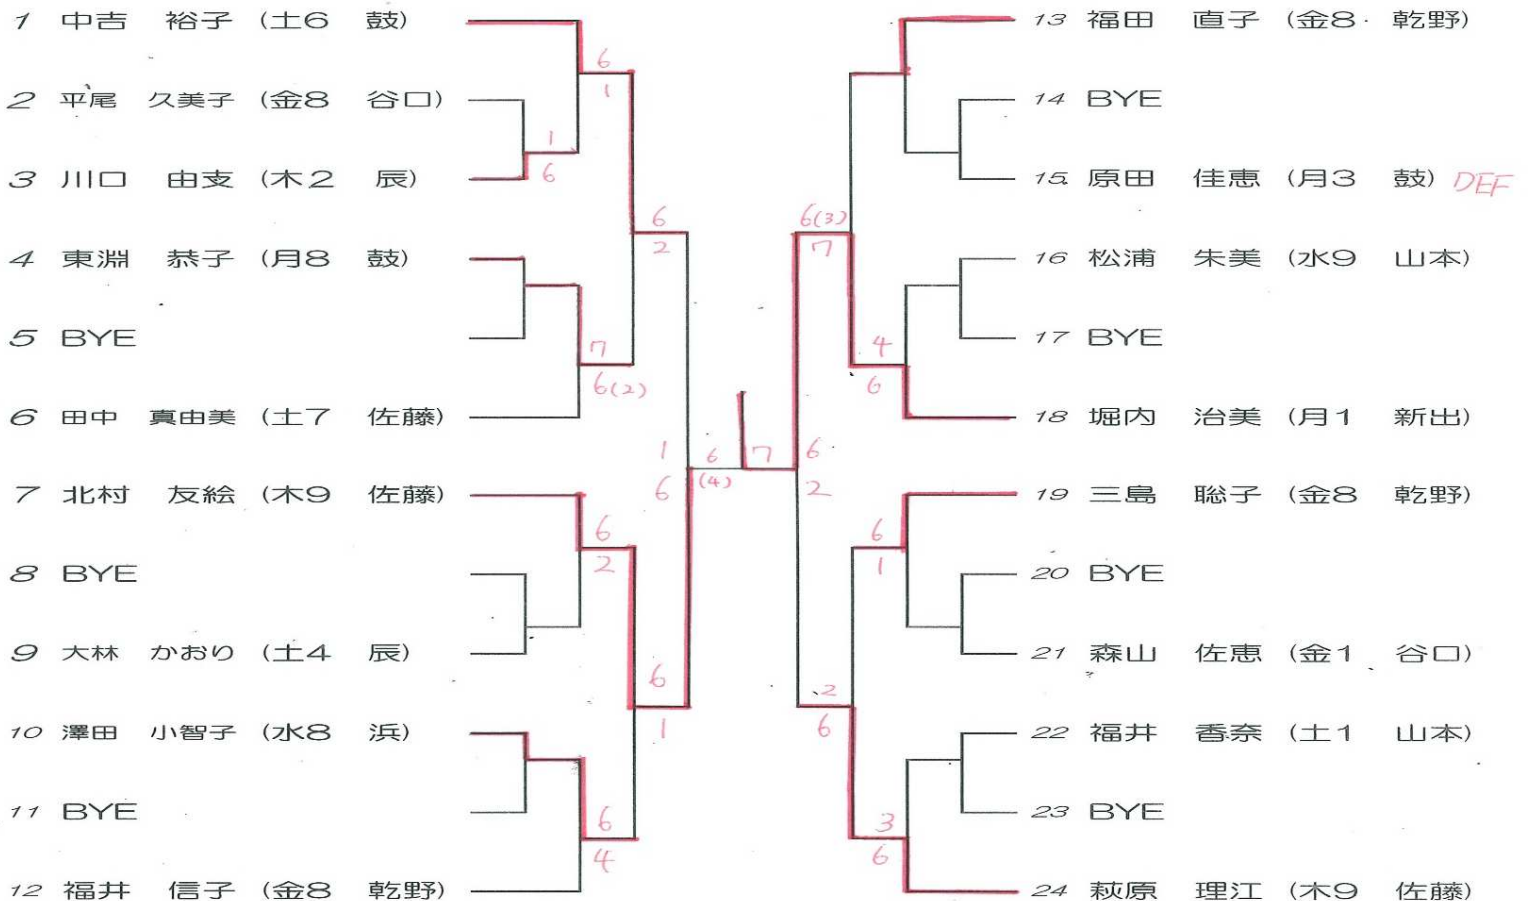 1 中吉 裕子 (土6 鼓)
2 平尾 久美子 (金8 谷口)
3 川口 由支 (木2 辰)
4 東淵 恭子 (月8 鼓)
5 BYE
6 田中 真由美 (土7 佐藤)
7 北村 友絵 (木9 佐藤)
8 BYE
9 大林 かおり (土4 辰)
10 澤田 小智子 (水8 浜)
11 BYE
12 福井 信子 (金8 乾野)
6
1
1
6
6
2
7
6(2)
1
6
6
2
6
1
6
4
6
(4)
7
6(3)
7
4
6
6
2
6
1
2
6
3
6
13 福田 直子 (金8 乾野)
14 BYE
15 原田 佳恵 (月3 鼓) DEF
16 松浦 朱美 (水9 山本)
17 BYE
18 堀内 治美 (月1 新出)
19 三島 聡子 (金8 乾野)
20 BYE
21 森山 佐恵 (金1 谷口)
22 福井 香奈 (土1 山本)
23 BYE
24 萩原 理江 (木9 佐藤)